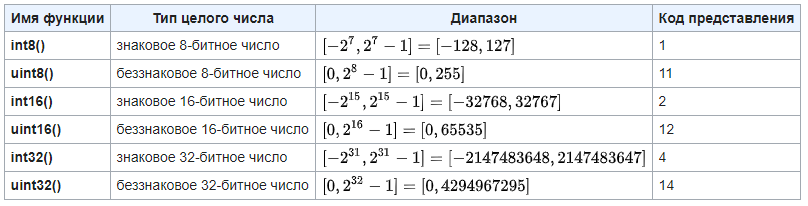 Имя функции Тип целого числа Диапазон Код представления
int8() знаковое 8-битное число [−2^7, 2^7 − 1] = [−128, 127] 1
uint8() беззнаковое 8-битное число [0, 2^8 − 1] = [0, 255] 11
int16() знаковое 16-битное число [−2^15, 2^15 − 1] = [−32768, 32767] 2
uint16() беззнаковое 16-битное число [0, 2^16 − 1] = [0, 65535] 12
int32() знаковое 32-битное число [−2^31, 2^31 − 1] = [−2147483648, 2147483647] 4
uint32() беззнаковое 32-битное число [0, 2^32 − 1] = [0, 4294967295] 14